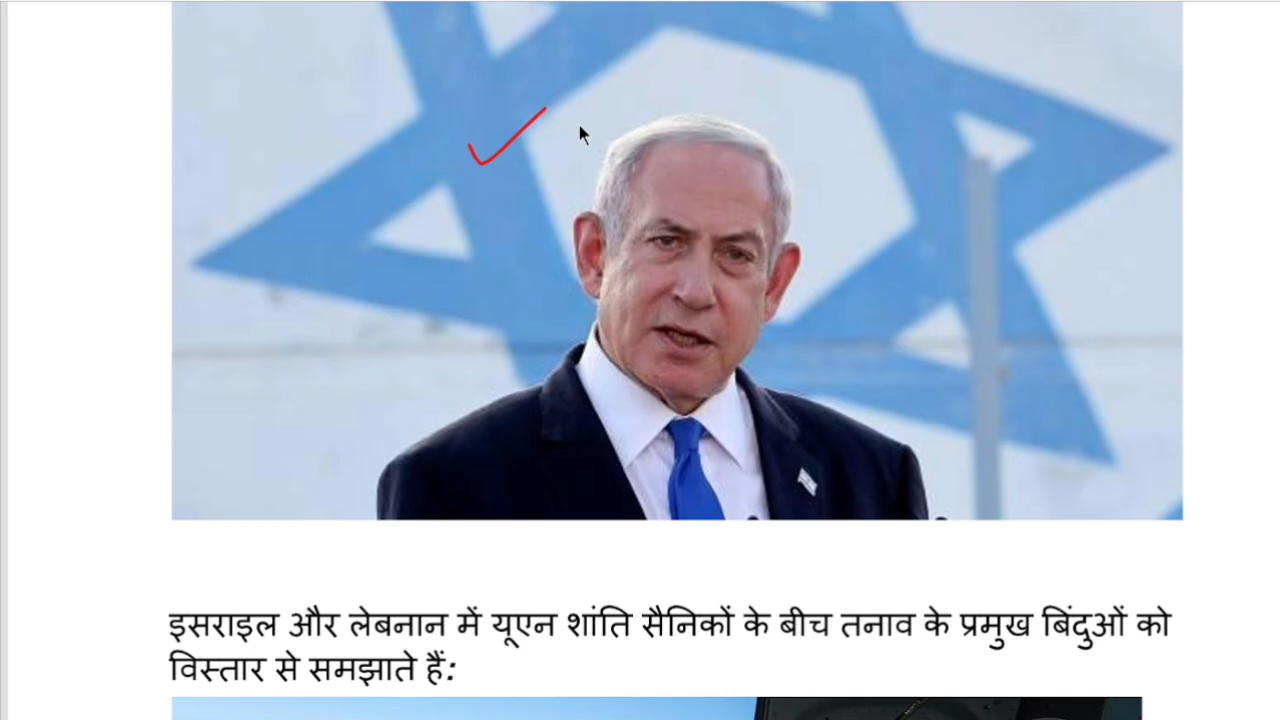 इसराइल और लेबनान में यूएन शांति सैनिकों के बीच तनाव के प्रमुख बिंदुओं को
विस्तार से समझाते हैं: